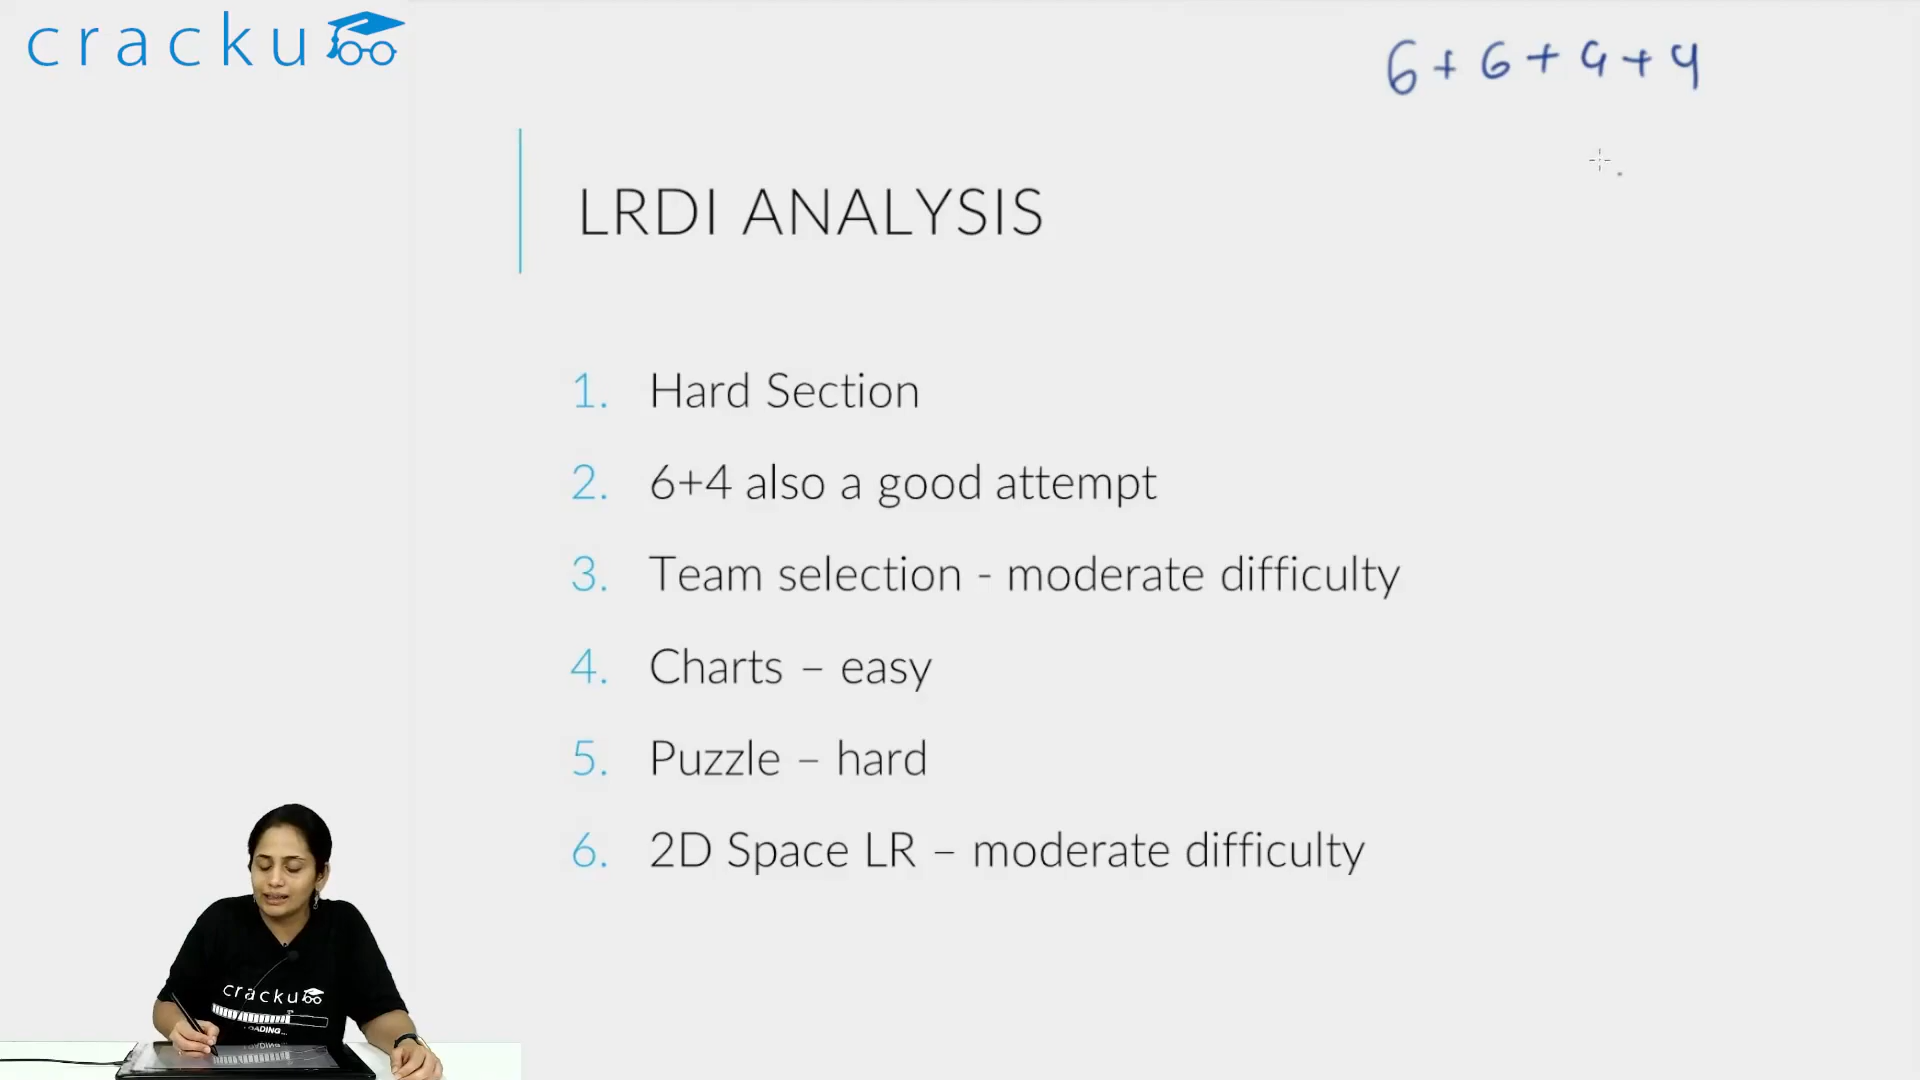 cracku
6+6+4+4
LRDI ANALYSIS
1. Hard Section
2. 6+4 also a good attempt
3. Team selection - moderate difficulty
4. Charts – easy
5. Puzzle – hard
6. 2D Space LR – moderate difficulty
cracku
LOADING...